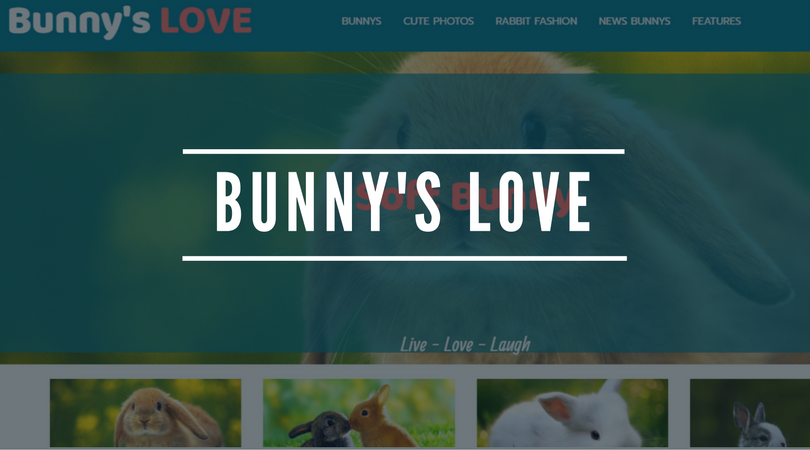 Bunny's LOVE
BUNNYS CUTE PHOTOS RABBIT FASHION NEWS BUNNYS FEATURES
Soft Bunny
BUNNY'S LOVE
Live - Love - Laugh